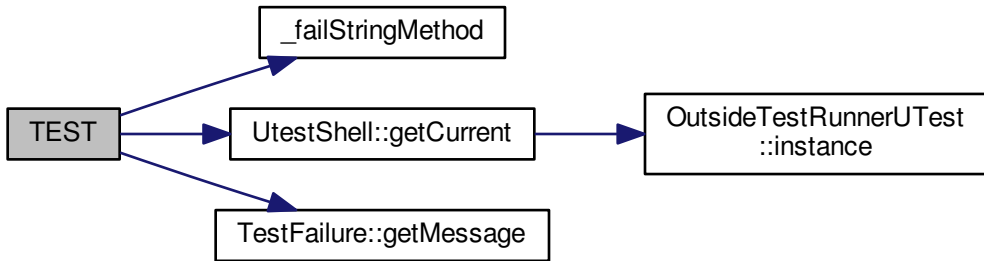 _failStringMethod
TEST
UtestShell::getCurrent
OutsideTestRunnerUTest
::instance
TestFailure::getMessage